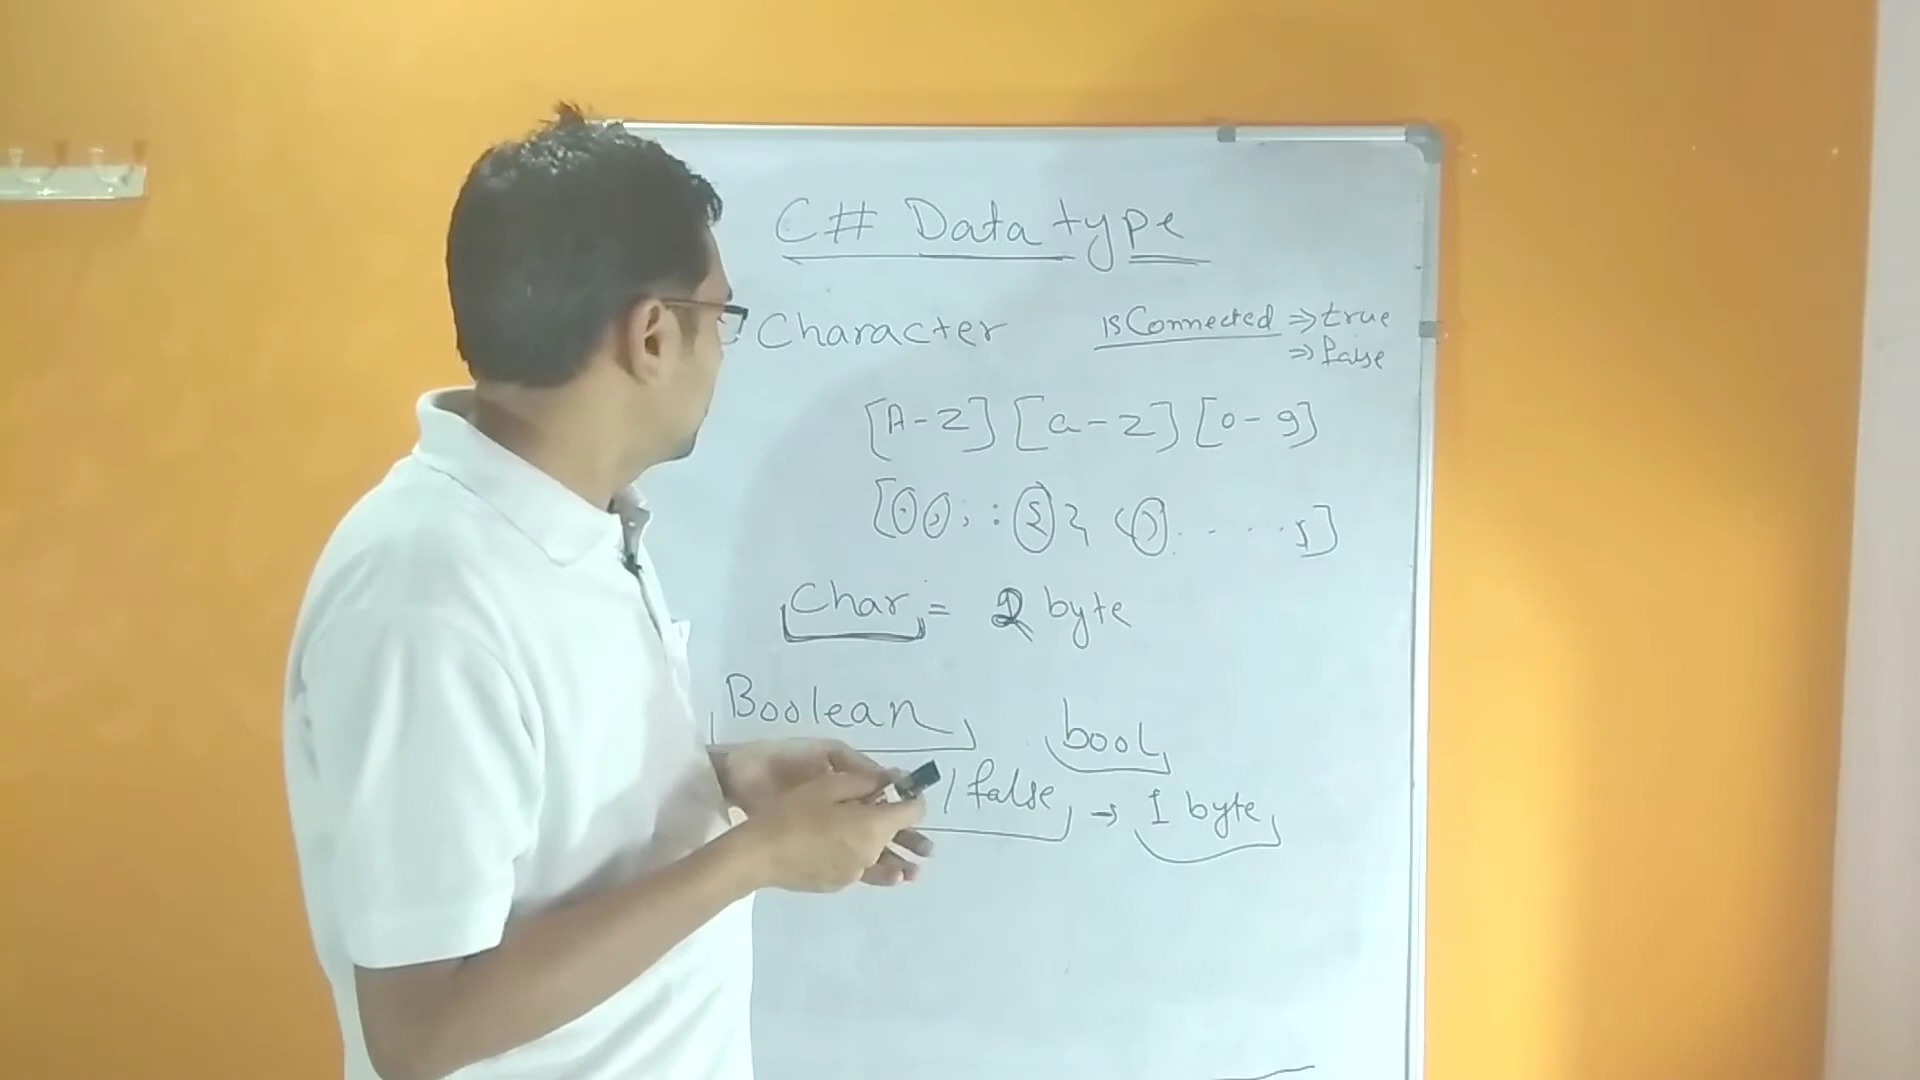 C# Data type
Character
isConnected ⇒ true
⇒ false
[A-Z] [a-z] [0-9]
Char = 2 byte
Boolean bool
/ false → 1 byte